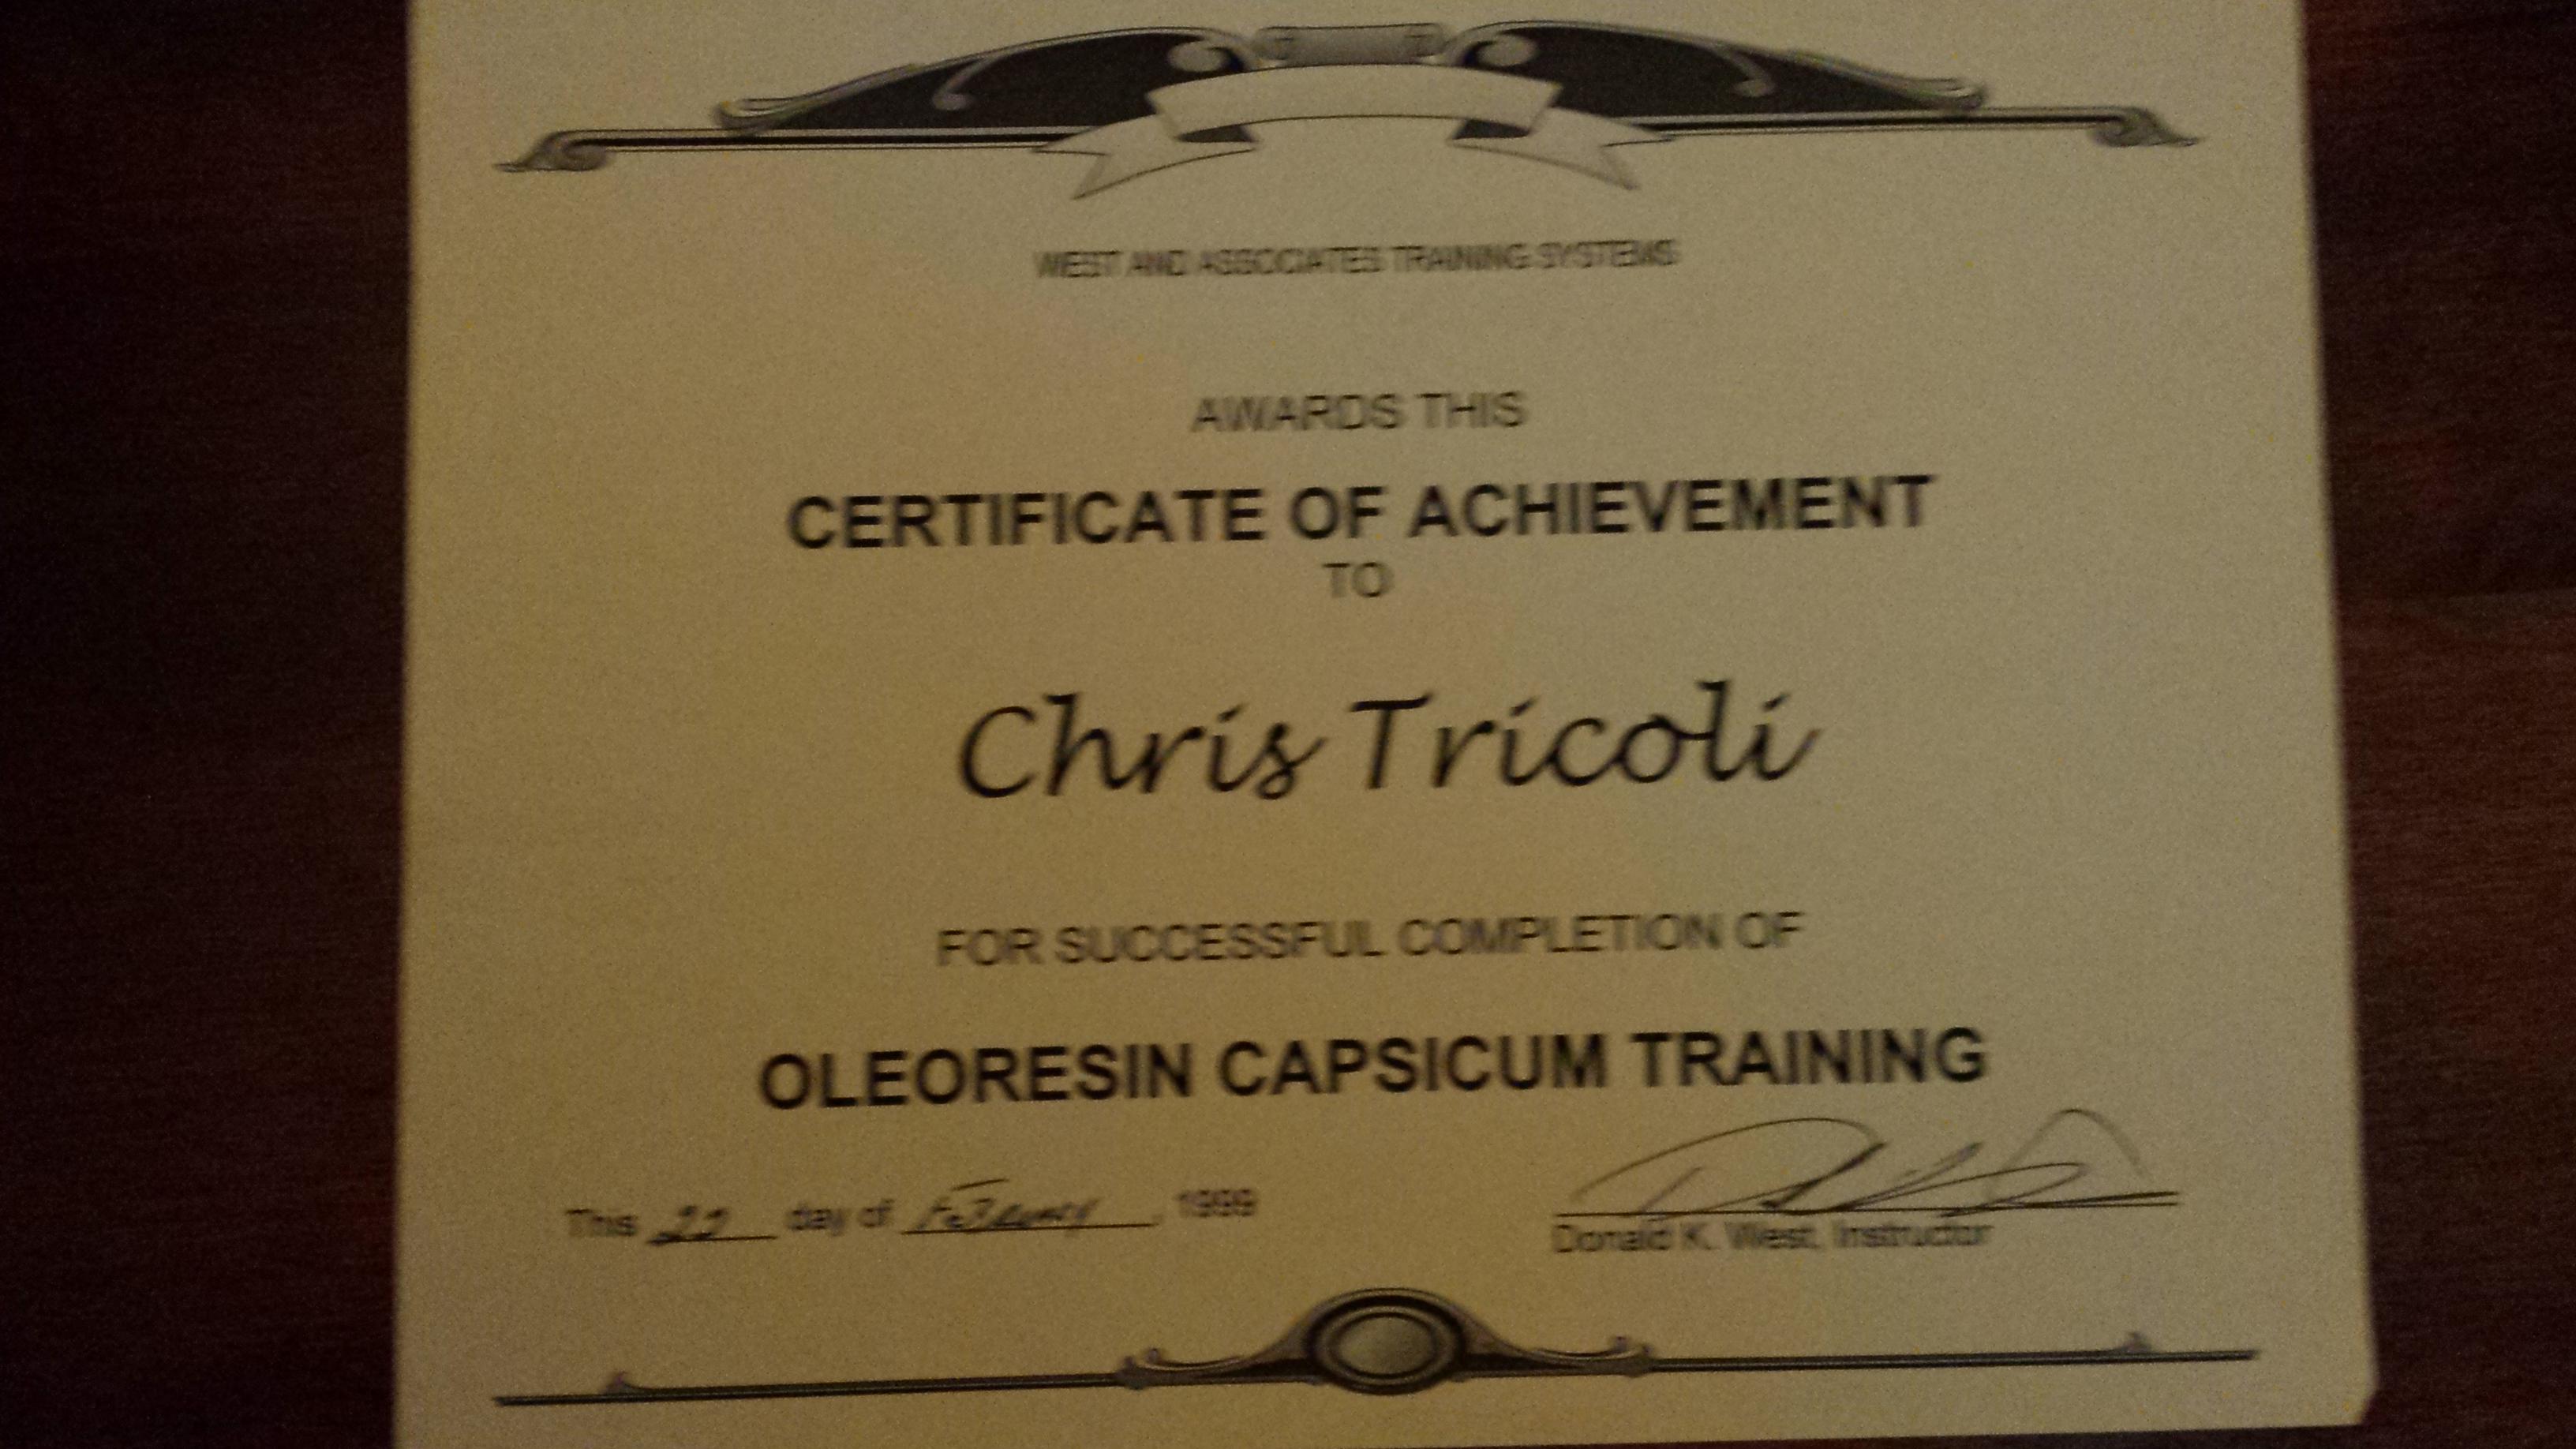 WEST AND ASSOCIATES TRAINING SYSTEMS
AWARDS THIS
CERTIFICATE OF ACHIEVEMENT
TO
Chris Tricoli
FOR SUCCESSFUL COMPLETION OF
OLEORESIN CAPSICUM TRAINING
This 22 day of February, 1999
Donald K. West, Instructor